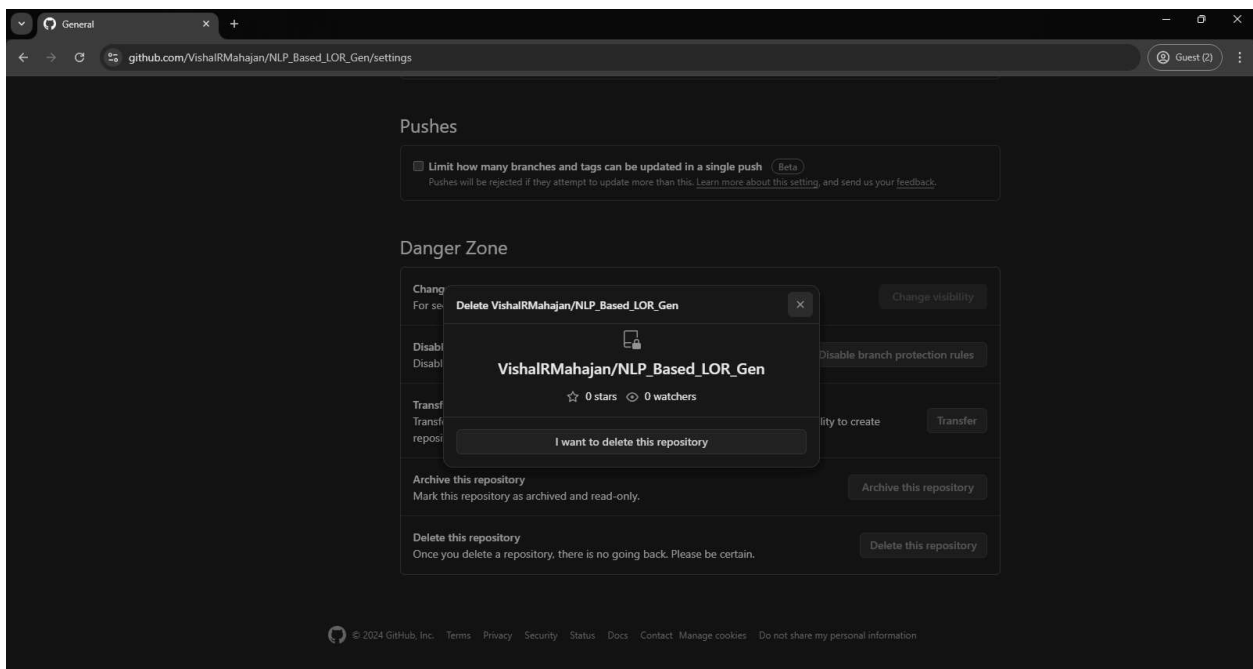 General
github.com/VishalRMahajan/NLP_Based_LOR_Gen/settings
Guest (2)
Pushes
Limit how many branches and tags can be updated in a single push Beta
Pushes will be rejected if they attempt to update more than this. Learn more about this setting, and send us your feedback.
Danger Zone
Chang
For se
Change visibility
Delete VishalRMahajan/NLP_Based_LOR_Gen
VishalRMahajan/NLP_Based_LOR_Gen
0 stars 0 watchers
I want to delete this repository
Disabl
Disabl
Disable branch protection rules
Transf
Transfe
lity to create
reposi
Transfer
Archive this repository
Mark this repository as archived and read-only.
Archive this repository
Delete this repository
Once you delete a repository, there is no going back. Please be certain.
Delete this repository
© 2024 GitHub, Inc. Terms Privacy Security Status Docs Contact Manage cookies Do not share my personal information